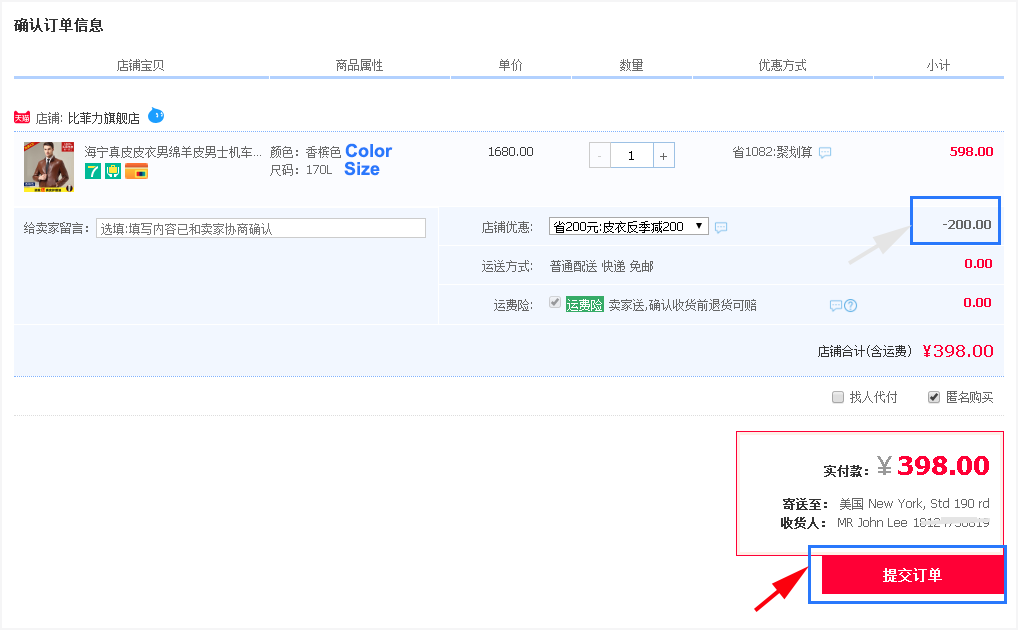 确认订单信息
店铺宝贝 商品属性 单价 数量 优惠方式 小计
天猫 店铺: 比菲力旗舰店
海宁真皮皮衣男绵羊皮男士机车... 颜色：香槟色 Color 1680.00 - 1 + 省1082:聚划算 598.00
7 尺码：170L Size
给卖家留言： 选填:填写内容已和卖家协商确认 店铺优惠: 省200元:皮衣反季减200 -200.00
运送方式: 普通配送 快递 免邮 0.00
运费险: 运费险 卖家送,确认收货前退货可赔 ? 0.00
店铺合计(含运费) ¥398.00
找人代付 匿名购买
实付款： ¥398.00
寄送至： 美国 New York, Std 190 rd
收货人： MR John Lee
提交订单